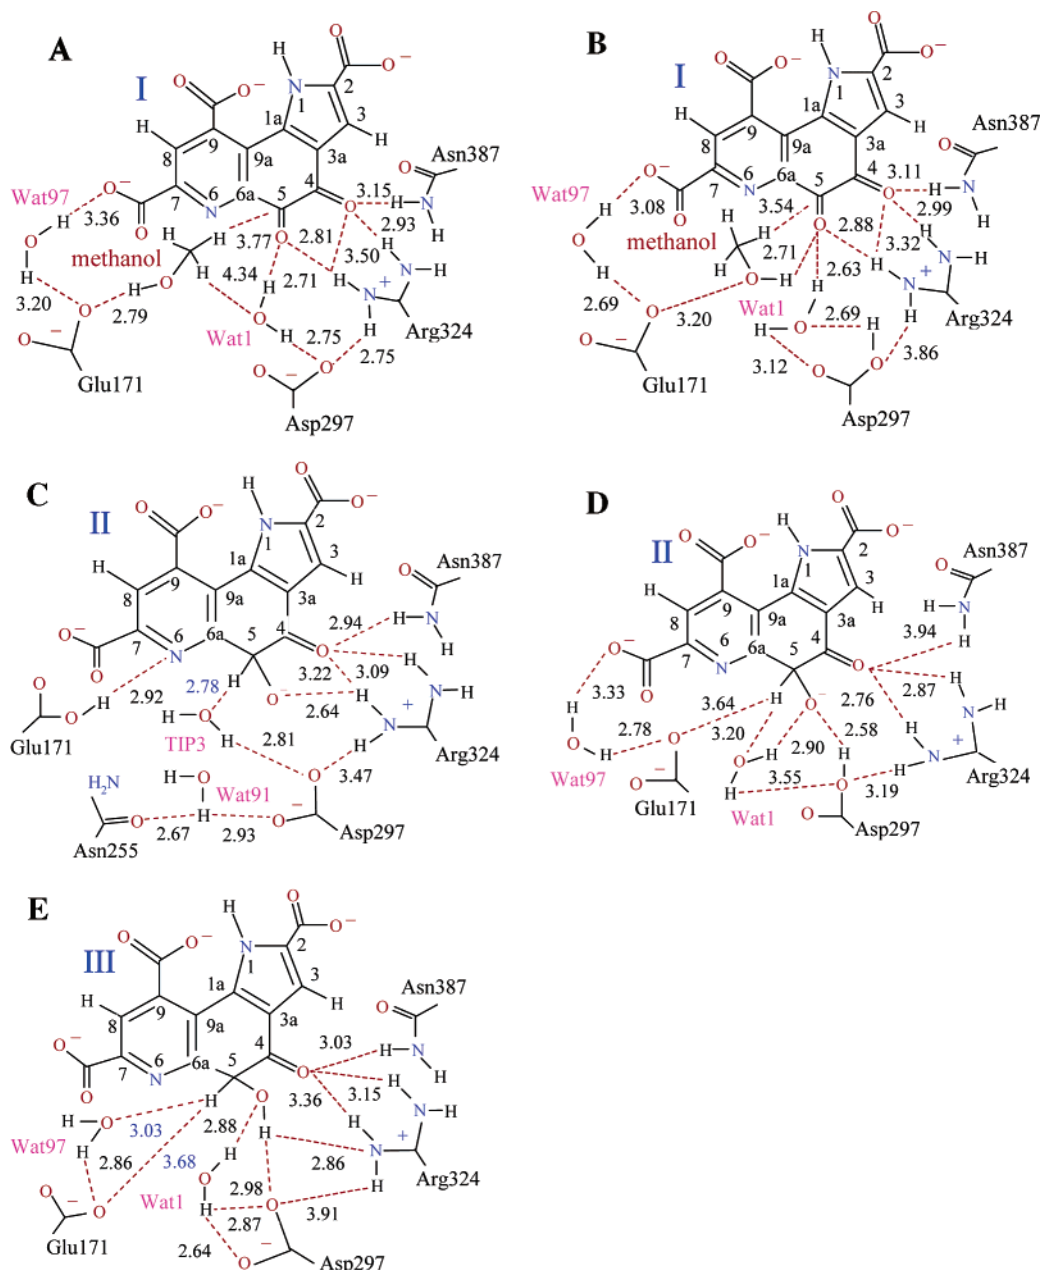 A
I
O
O−
O
O−
H
N
1
2
3
H
1a
3a
9
9a
8
H
7
N
6
6a
5
4
O
O
O−
O
Wat97
H
O
H
3.36
3.20
methanol
H
H
O
H
3.77
4.34
2.81
2.71
3.15
2.93
3.50
2.79
2.75
2.75
Asn387
O
H
N
H
H
N
H
H
N
+
H
Arg324
Wat1
H
O
H
O
−
Glu171
O
O
−
Asp297
B
I
O
O−
O
O−
H
N
1
2
3
H
1a
3a
9
9a
8
H
7
N
6
6a
5
4
O
O
O−
O
Wat97
H
O
H
3.08
2.69
methanol
H
H
O
H
3.54
2.71
2.88
2.63
3.11
2.99
3.32
3.20
2.69
3.12
3.86
Asn387
O
H
N
H
H
N
H
H
N
+
H
Arg324
Wat1
H
H
O
H
O
−
O
Glu171
O
O
Asp297
C
II
O
O−
O
O−
H
N
1
2
3
H
1a
3a
9
9a
8
H
7
N
6
6a
5
4
O
O−
O
H
O−
2.94
3.22
3.09
2.64
2.92
2.78
2.81
3.47
2.67
2.93
Asn387
O
H
N
H
H
N
H
H
N
+
H
Arg324
O
O
H
Glu171
H
O
H
TIP3
H
O
H
Wat91
H2N
O
Asn255
O
−
O
Asp297
D
II
O
O−
O
O−
H
N
1
2
3
H
1a
3a
9
9a
8
H
7
N
6
6a
5
4
O
O−
O
H
O−
3.94
2.87
2.76
3.64
3.33
2.78
3.20
2.90
2.58
3.55
3.19
Asn387
O
H
N
H
H
N
H
H
N
+
H
Arg324
H
O
H
Wat97
O
O
−
Glu171
O
H
H
Wat1
H
O
O
Asp297
E
III
O
O−
O
O−
H
N
1
2
3
H
1a
3a
9
9a
8
H
7
N
6
6a
5
4
O
O−
O
H
O
H
3.03
3.15
3.36
3.03
2.88
2.86
3.68
2.86
2.98
2.87
3.91
2.64
Asn387
O
H
N
H
H
N
H
H
N
+
H
Arg324
H
O
H
Wat97
O
−
O
Glu171
H
O
H
Wat1
O
O
−
Asp297